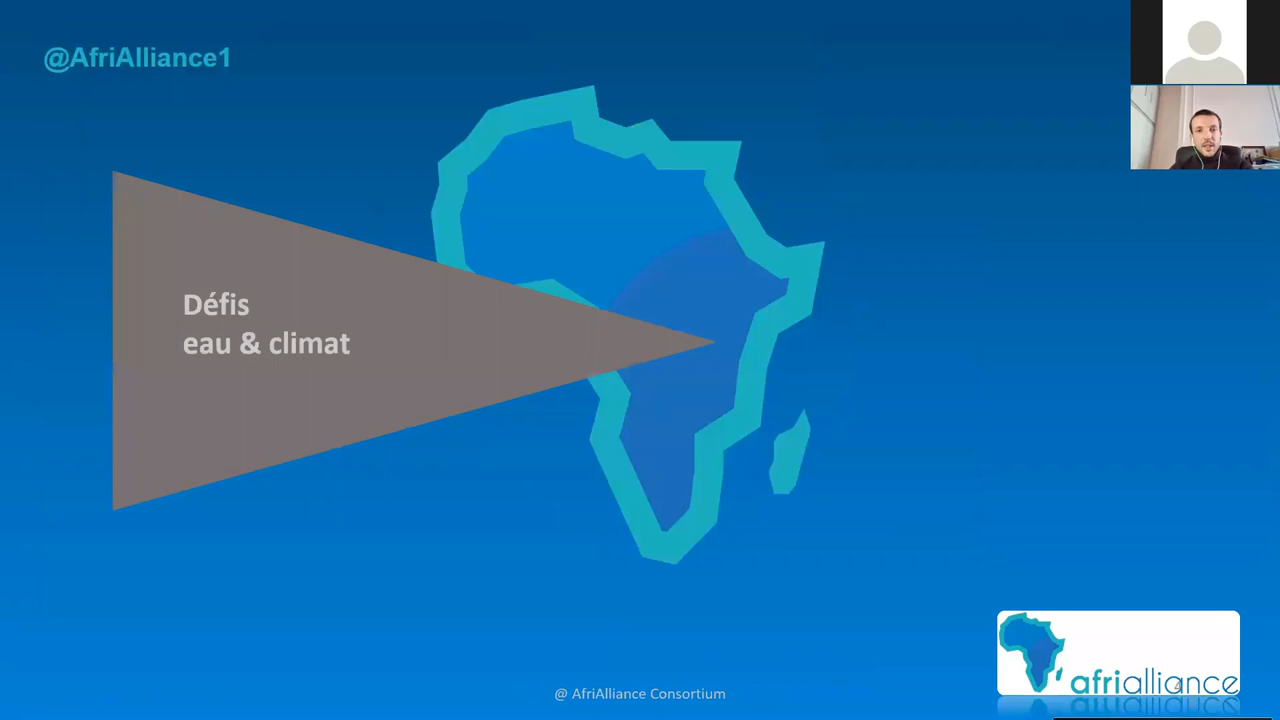 @AfriAlliance1
Défis
eau & climat
@ AfriAlliance Consortium
afrialliance